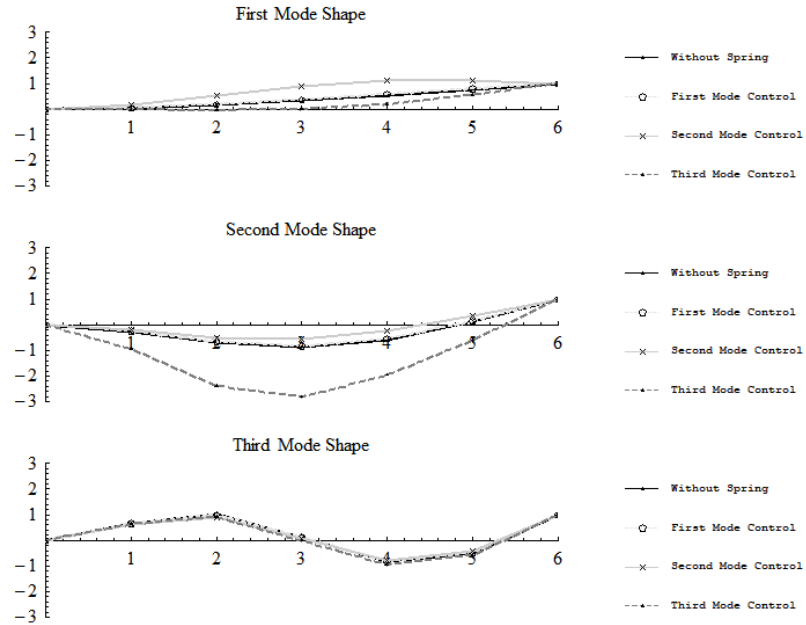 First Mode Shape
3
2
1
−1
−2
−3
1 2 3 4 5 6
Without Spring
First Mode Control
Second Mode Control
Third Mode Control
Second Mode Shape
3
2
1
−1
−2
−3
1 2 3 4 5 6
Without Spring
First Mode Control
Second Mode Control
Third Mode Control
Third Mode Shape
3
2
1
−1
−2
−3
1 2 3 4 5 6
Without Spring
First Mode Control
Second Mode Control
Third Mode Control